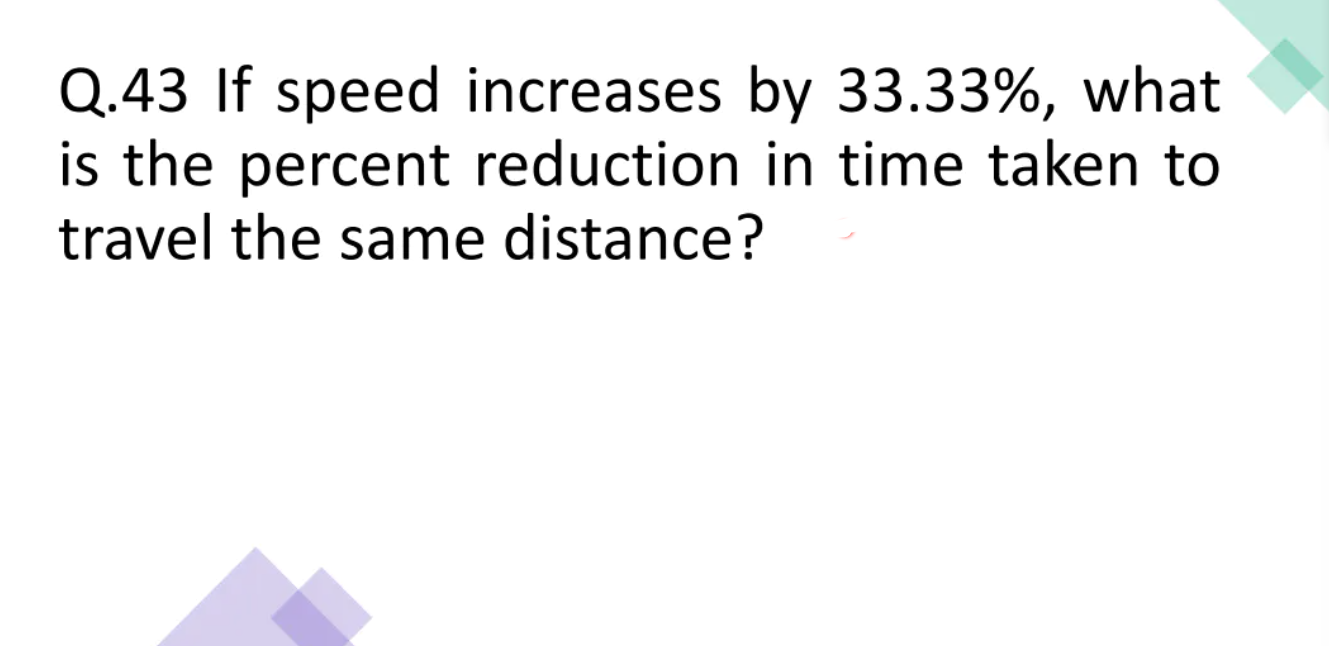 Q.43 If speed increases by 33.33%, what
is the percent reduction in time taken to
travel the same distance?